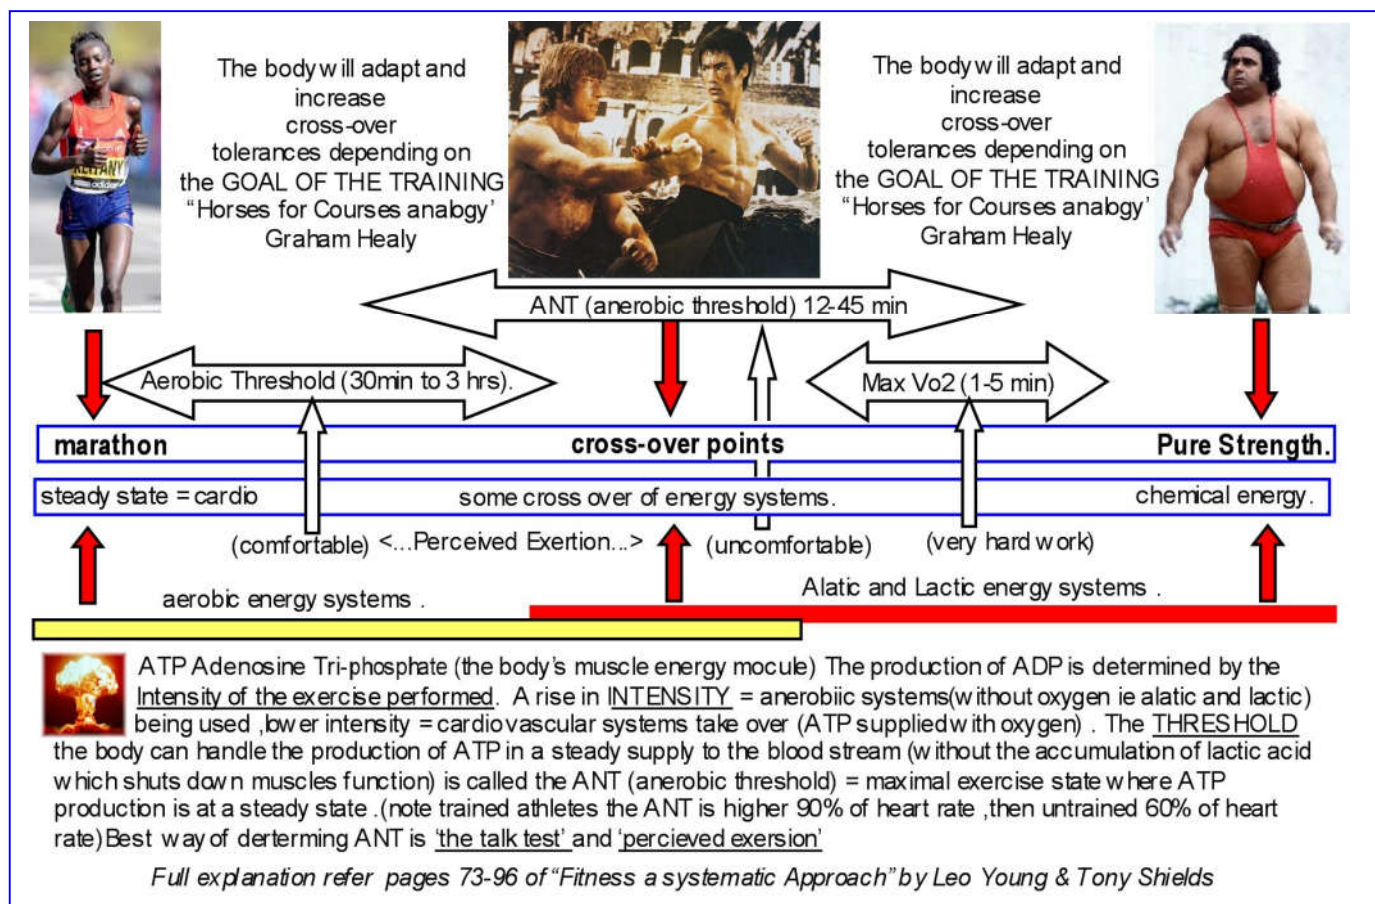 The body will adapt and
increase
cross-over
tolerances depending on
the GOAL OF THE TRAINING
“Horses for Courses analogy’
Graham Healy
The body will adapt and
increase
cross-over
tolerances depending on
the GOAL OF THE TRAINING
“Horses for Courses analogy’
Graham Healy
adidas
ANT (anerobic threshold) 12-45 min
Aerobic Threshold (30min to 3 hrs).
Max Vo2 (1-5 min)
marathon
cross-over points
Pure Strength.
steady state = cardio
some cross over of energy systems.
chemical energy.
(comfortable)
<...Perceived Exertion...>
(uncomfortable)
(very hard work)
aerobic energy systems .
Alatic and Lactic energy systems .
ATP Adenosine Tri-phosphate (the body’s muscle energy mocule) The production of ADP is determined by the
Intensity of the exercise performed. A rise in INTENSITY = anerobiic systems(without oxygen ie alatic and lactic)
being used ,lower intensity = cardiovascular systems take over (ATP supplied with oxygen) . The THRESHOLD
the body can handle the production of ATP in a steady supply to the blood stream (without the accumulation of lactic acid
which shuts down muscles function) is called the ANT (anerobic threshold) = maximal exercise state where ATP
production is at a steady state .(note trained athletes the ANT is higher 90% of heart rate ,then untrained 60% of heart
rate)Best way of derterming ANT is ‘the talk test’ and ‘percieved exersion’
Full explanation refer pages 73-96 of “Fitness a systematic Approach” by Leo Young & Tony Shields